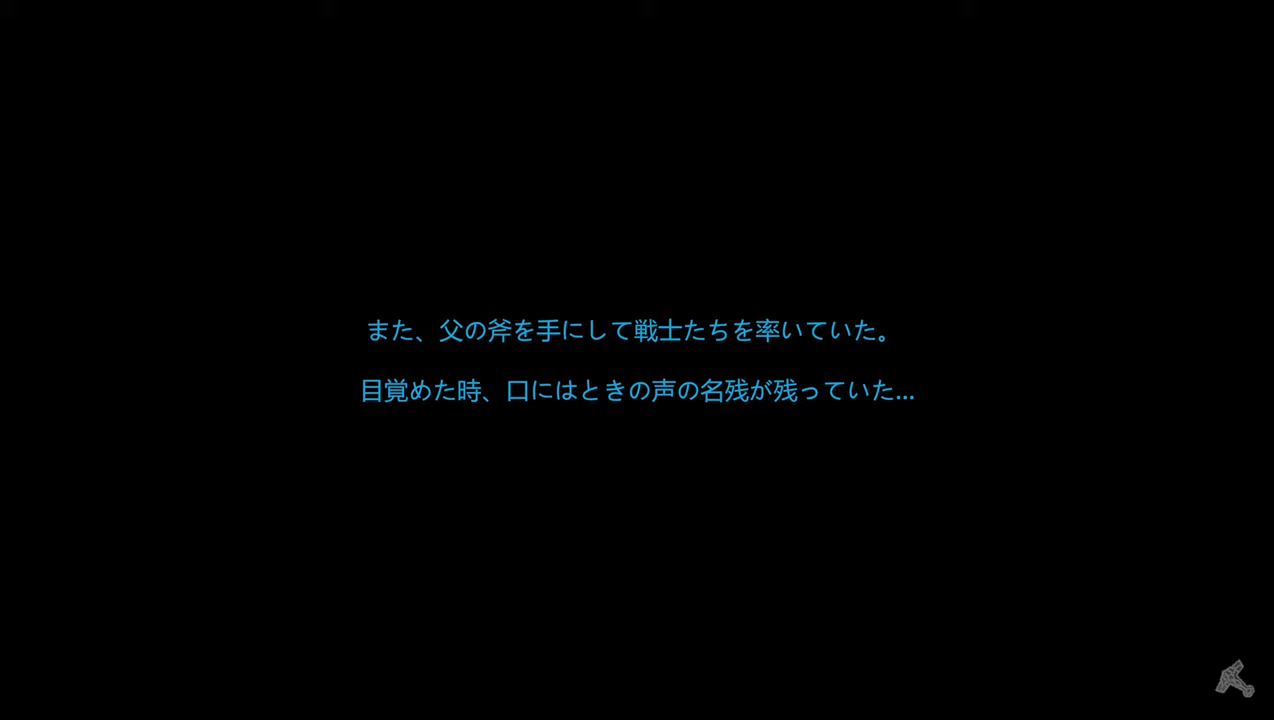 また、父の斧を手にして戦士たちを率いていた。
目覚めた時、口にはときの声の名残が残っていた...